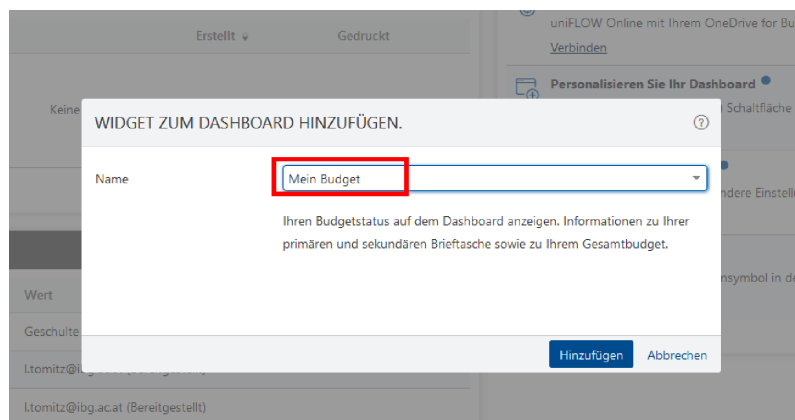 uniFLOW Online mit Ihrem OneDrive for Bu
Verbinden
Erstellt
Gedruckt
Personalisieren Sie Ihr Dashboard
Schaltfläche
Keine
WIDGET ZUM DASHBOARD HINZUFÜGEN.
?
Name
Mein Budget
Ihren Budgetstatus auf dem Dashboard anzeigen. Informationen zu Ihrer
primären und sekundären Brieftasche sowie zu Ihrem Gesamtbudget.
ndere Einstell
nsymbol in de
Wert
Geschulte
Hinzufügen
Abbrechen
l.tomitz@ibg.ac.at (Bereitgestellt)